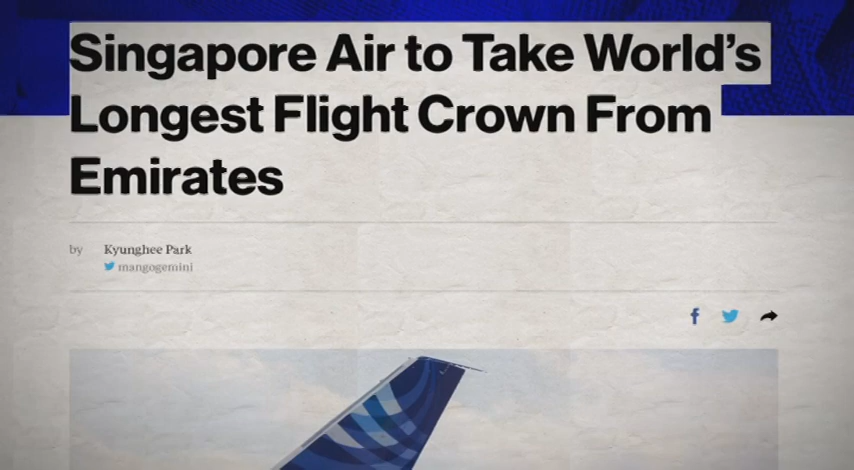 Singapore Air to Take World's
Longest Flight Crown From
Emirates
by Kyunghee Park
mangogemini